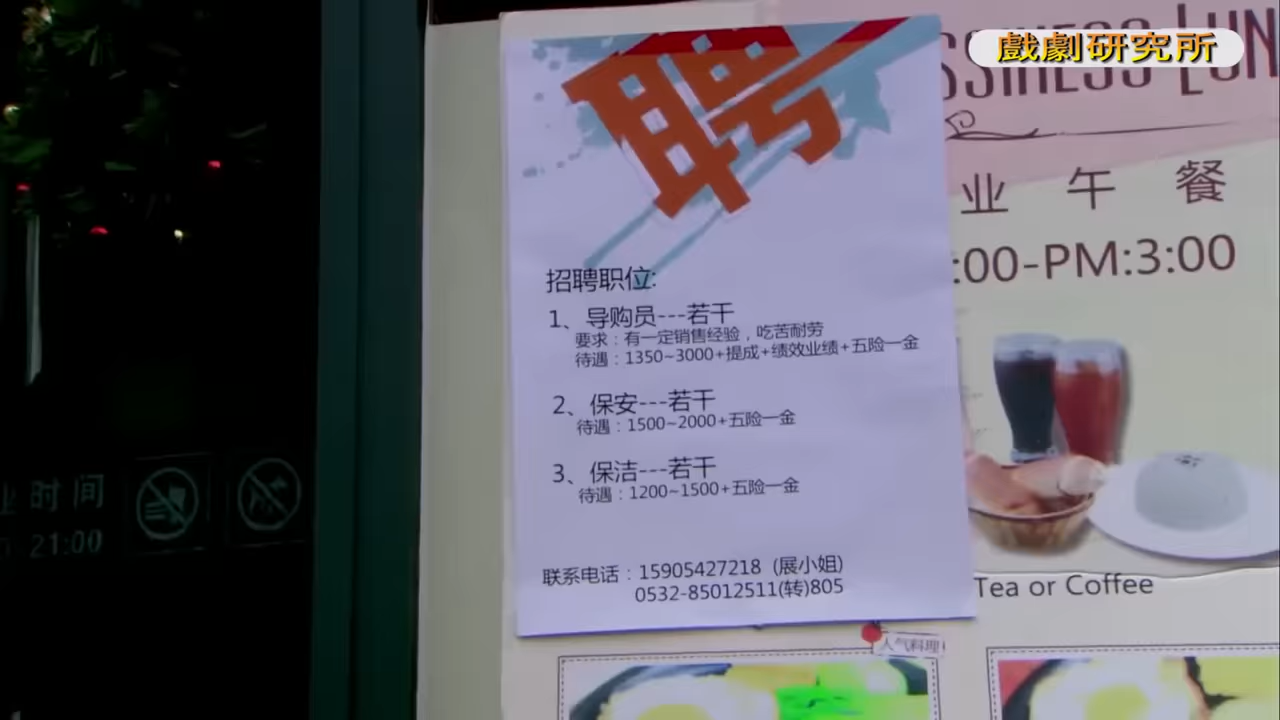 戲劇研究所
聘
招聘职位:
1、导购员---若干
要求：有一定销售经验，吃苦耐劳
待遇：1350~3000+提成+绩效业绩+五险一金
2、保安---若干
待遇：1500~2000+五险一金
3、保洁---若干
待遇：1200~1500+五险一金
联系电话：15905427218 (展小姐)
0532-85012511(转)805
SSINESS LUN
业午餐
:00-PM:3:00
Tea or Coffee
人气料理
业时间
21:00